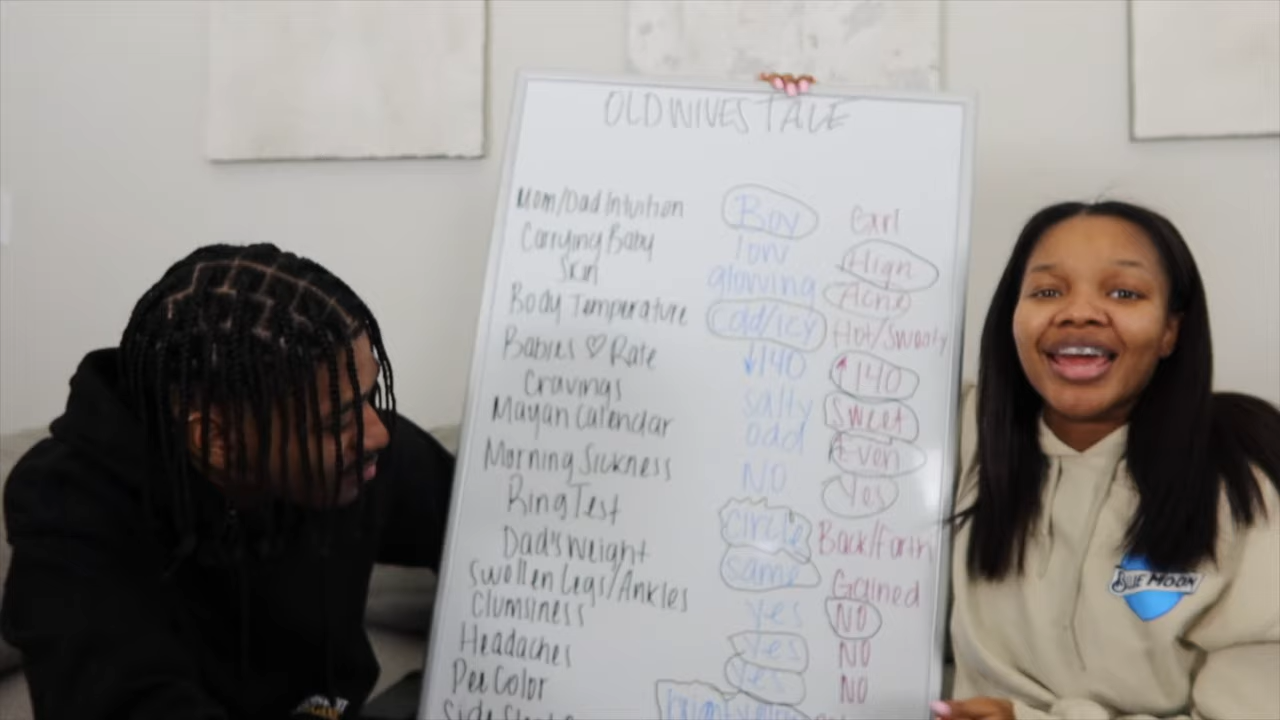 OLD WIVES TALE
Mom/Dad Intuition Boy Girl
Carrying Baby low High
Skin glowing Acne
Body Temperature Cold/icy Hot/Sweaty
Babies ♡ Rate ↓140 ↑140
Cravings salty Sweet
Mayan Calendar odd Even
Morning Sickness NO Yes
Ring Test circle Back/Forth
Dad's Weight same Gained
Swollen Legs/Ankles yes NO
Clumsiness yes NO
Headaches yes NO
Pee Color
BLUE MOON